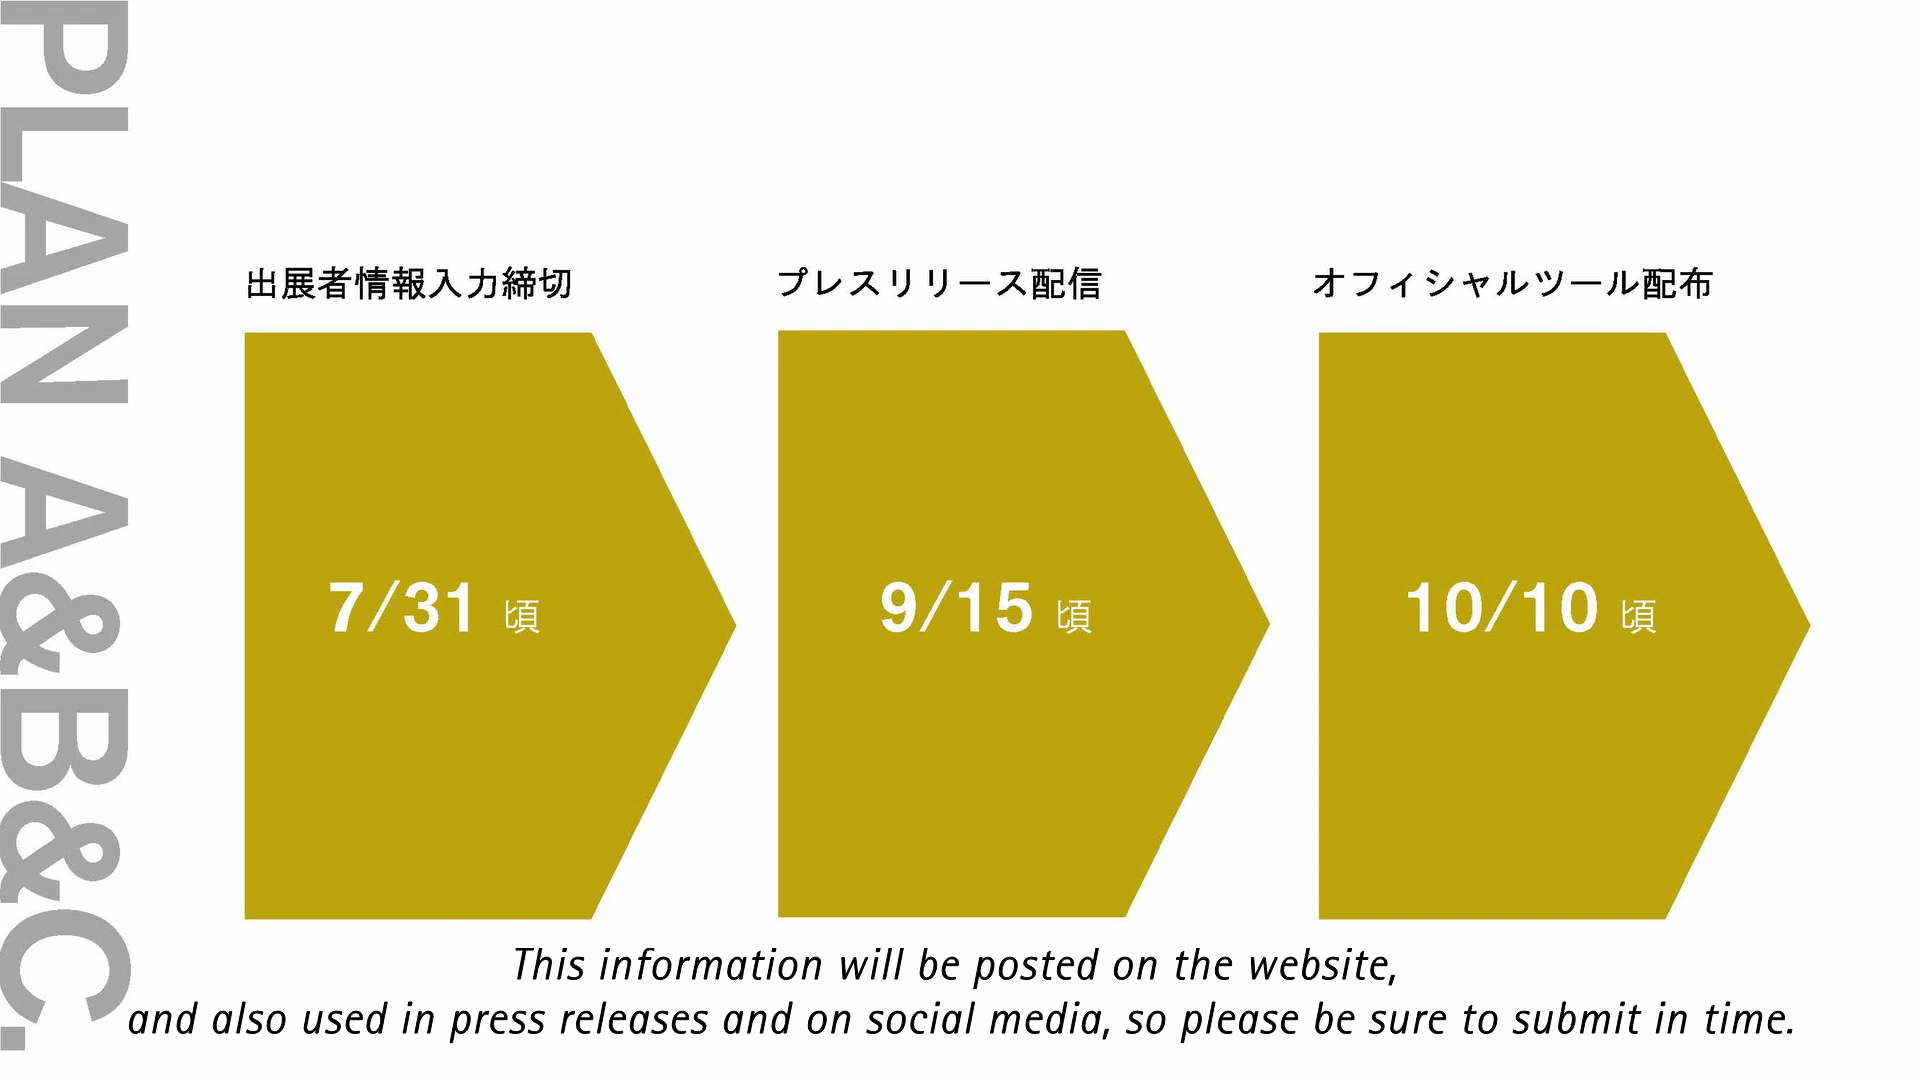 PLAN A&B&C.
出展者情報入力締切
7/31 頃
プレスリリース配信
9/15 頃
オフィシャルツール配布
10/10 頃
This information will be posted on the website,
and also used in press releases and on social media, so please be sure to submit in time.